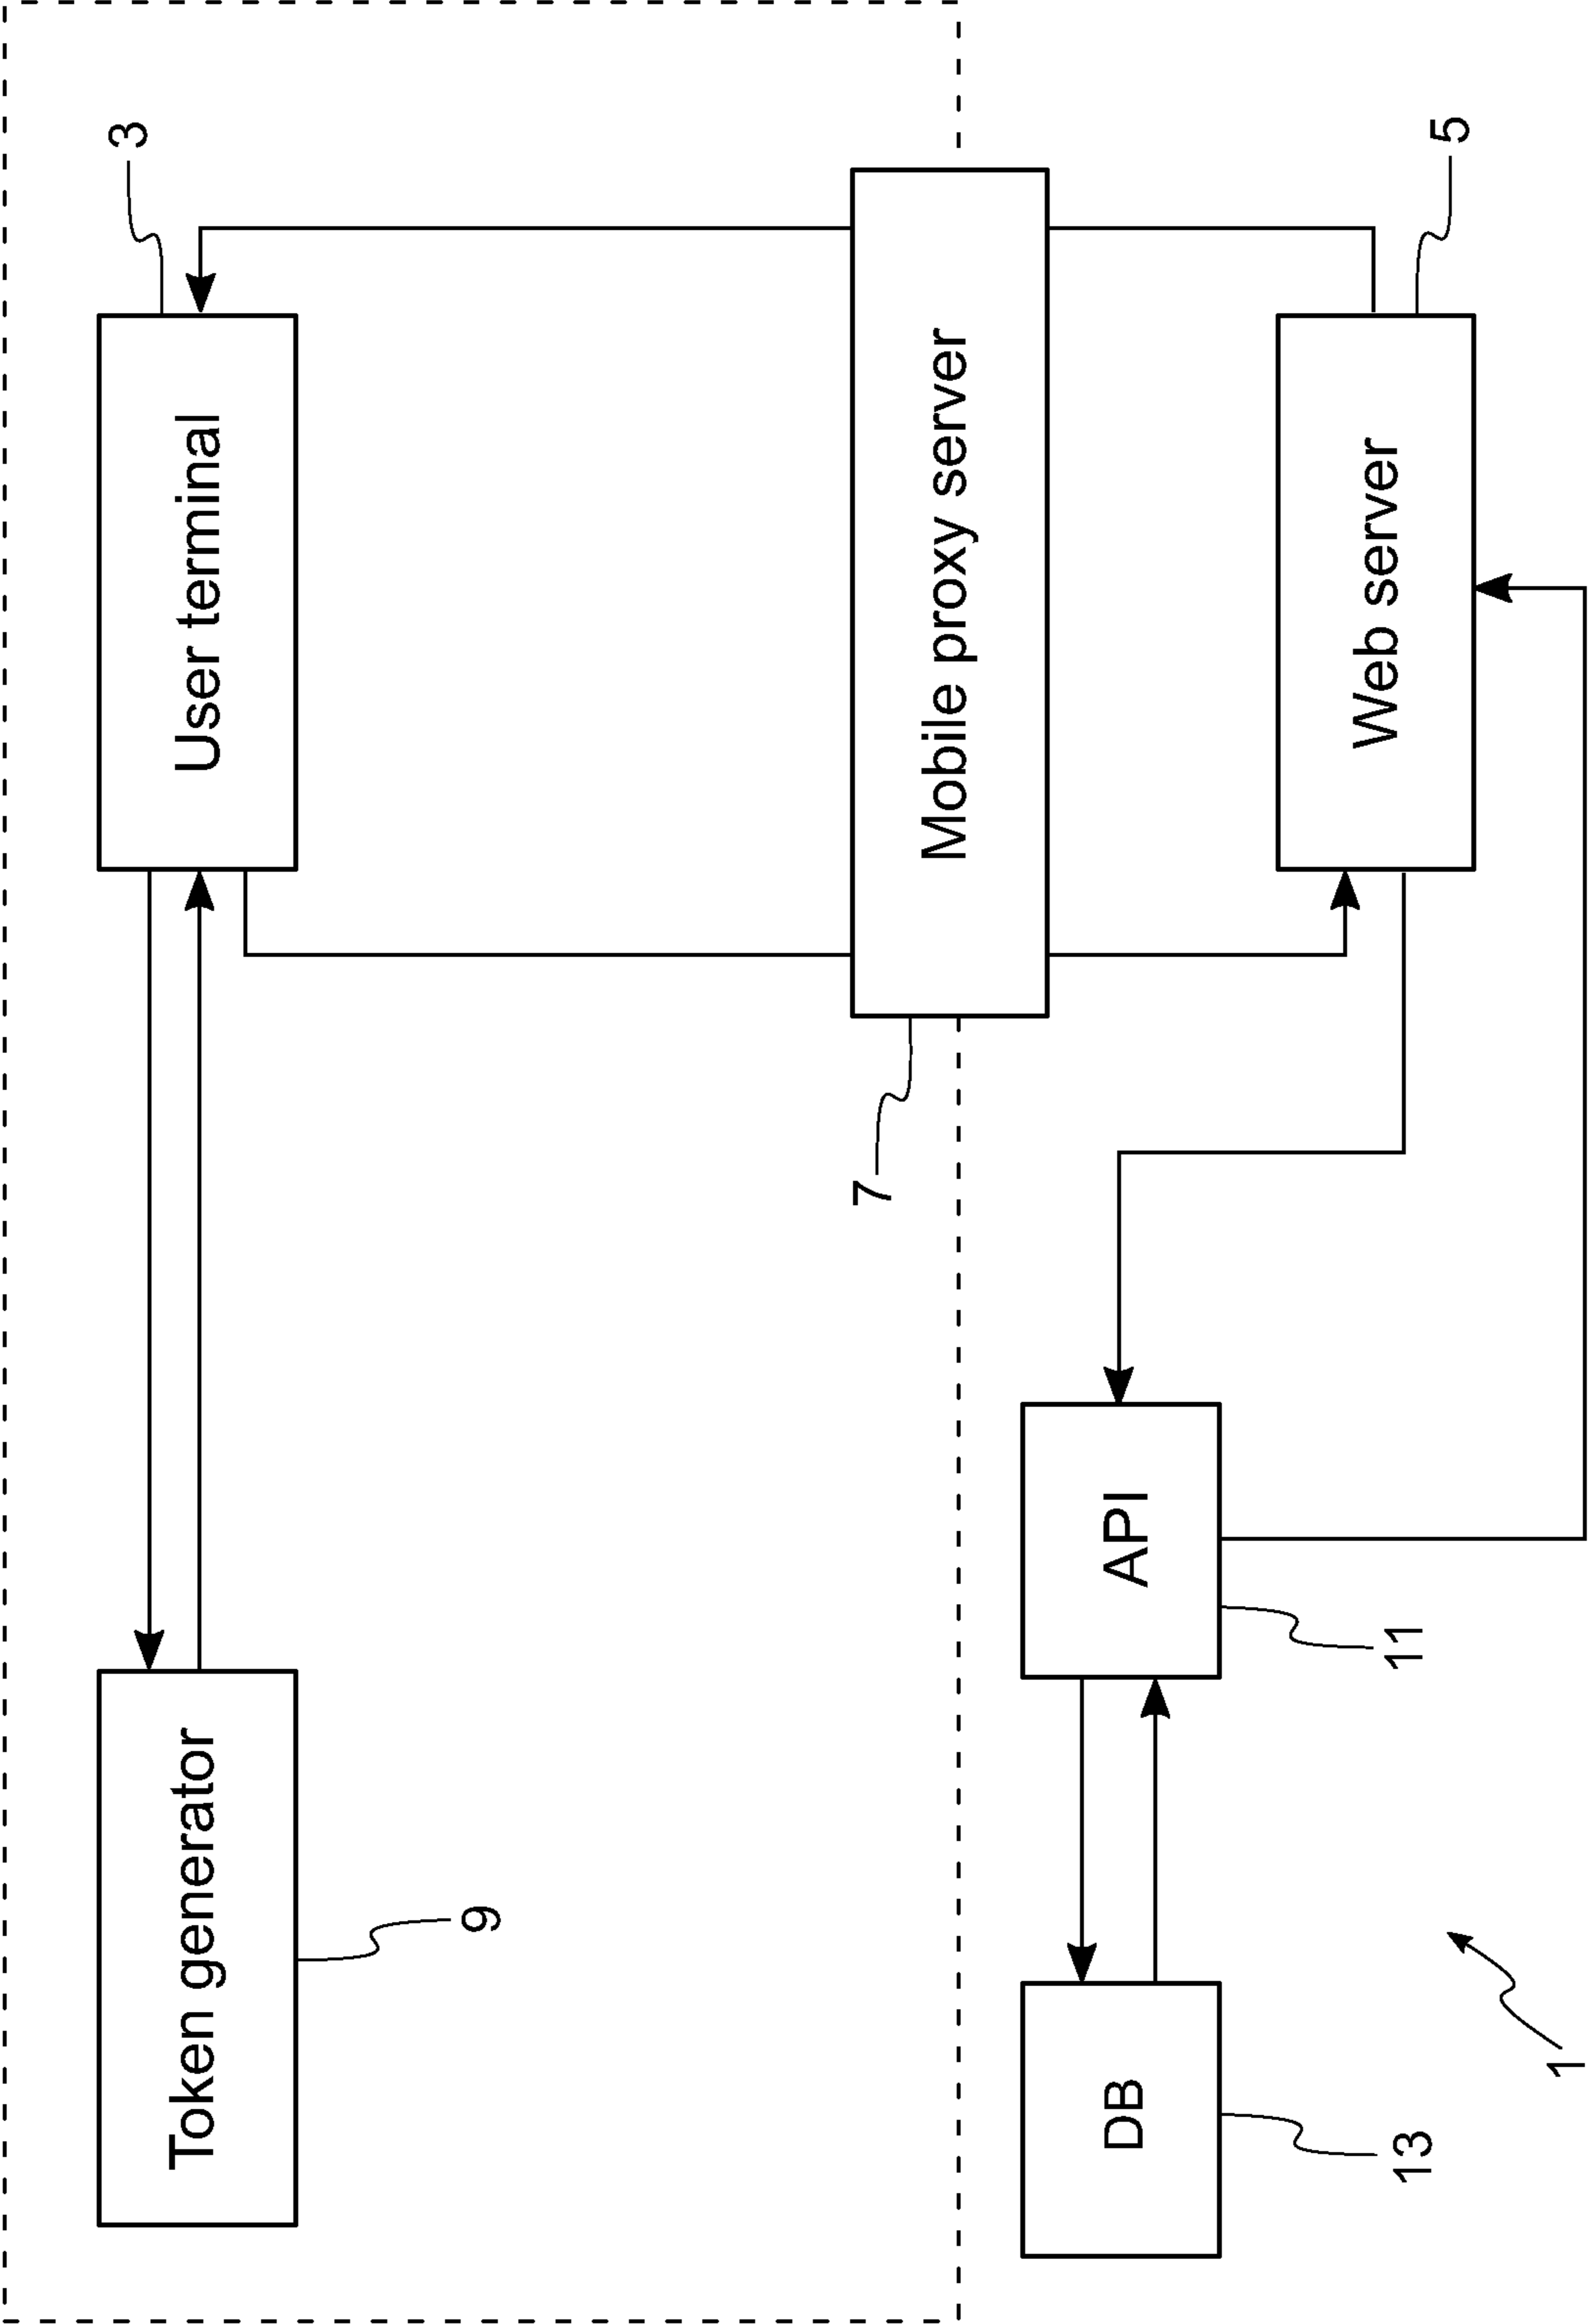 Token generator
User terminal
3
9
7
Mobile proxy server
DB
API
Web server
13
11
5
1